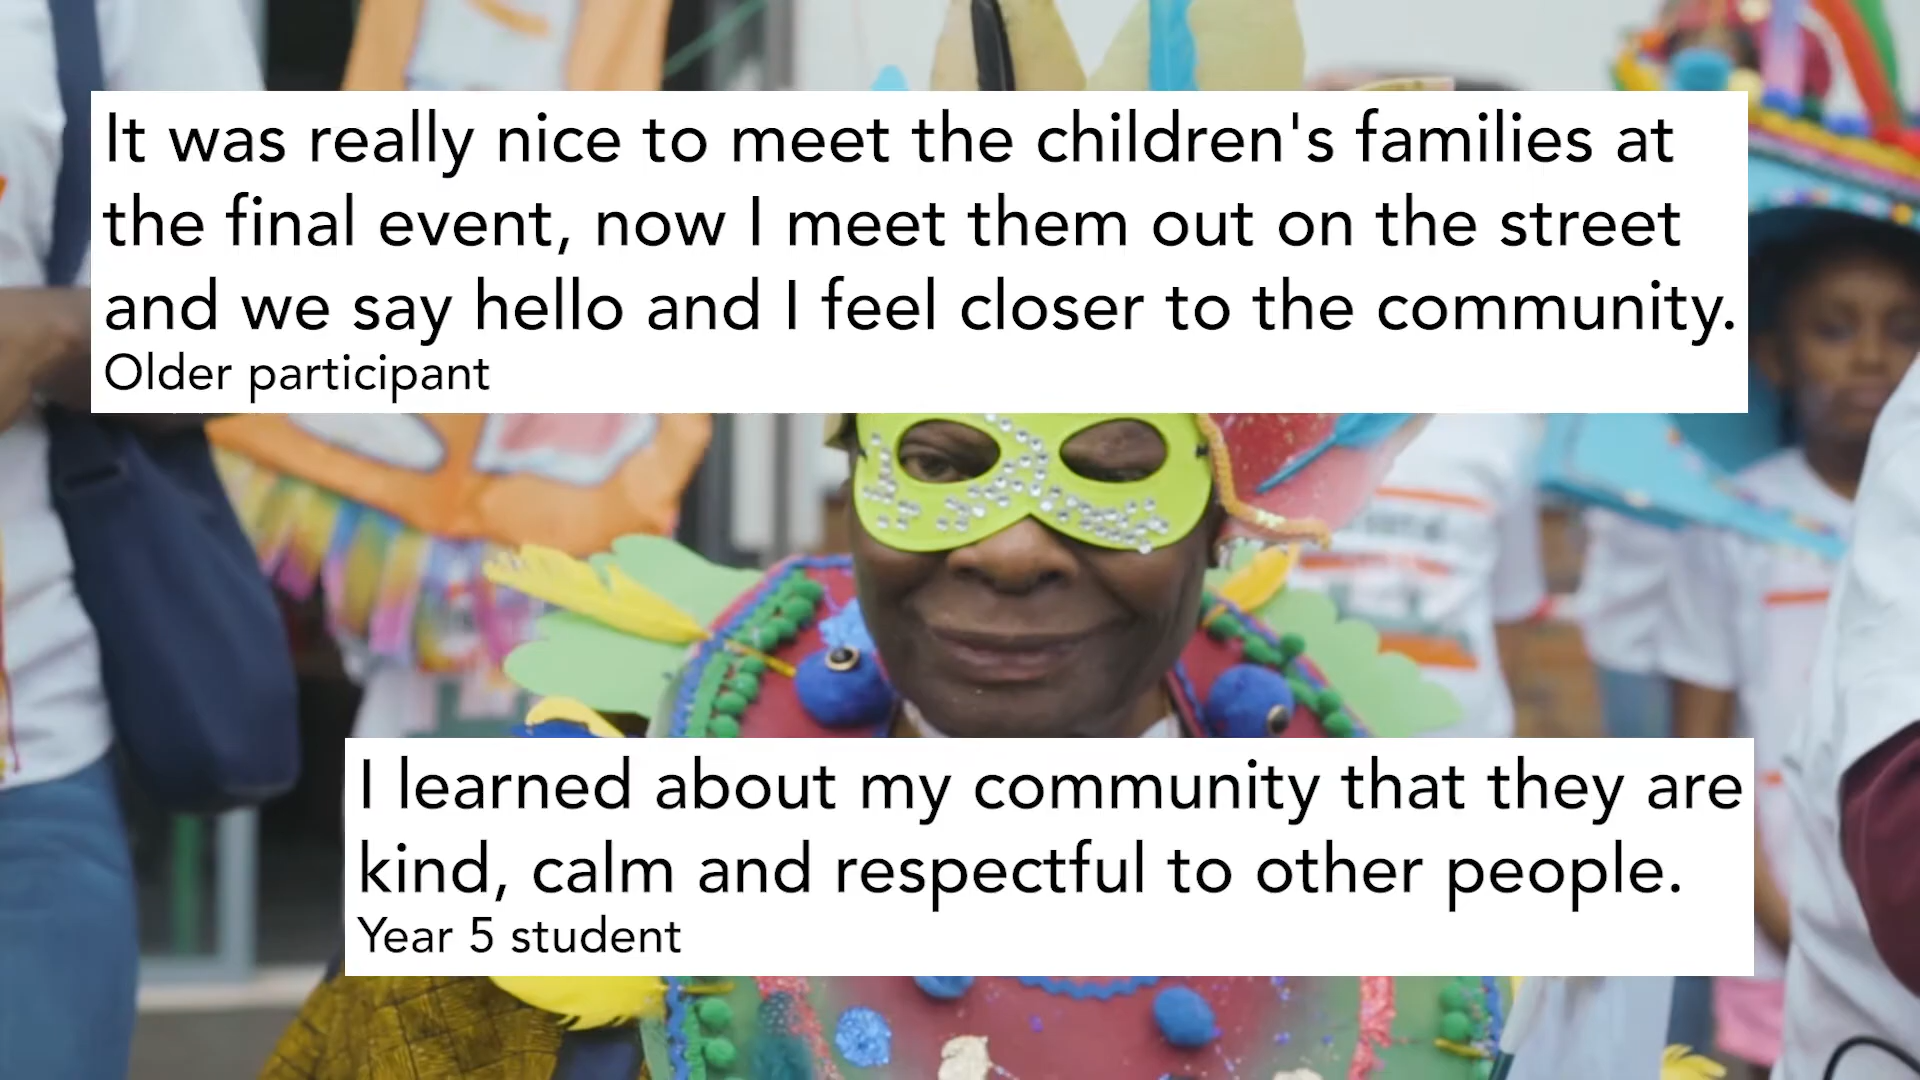 It was really nice to meet the children's families at
the final event, now I meet them out on the street
and we say hello and I feel closer to the community.
Older participant
I learned about my community that they are
kind, calm and respectful to other people.
Year 5 student